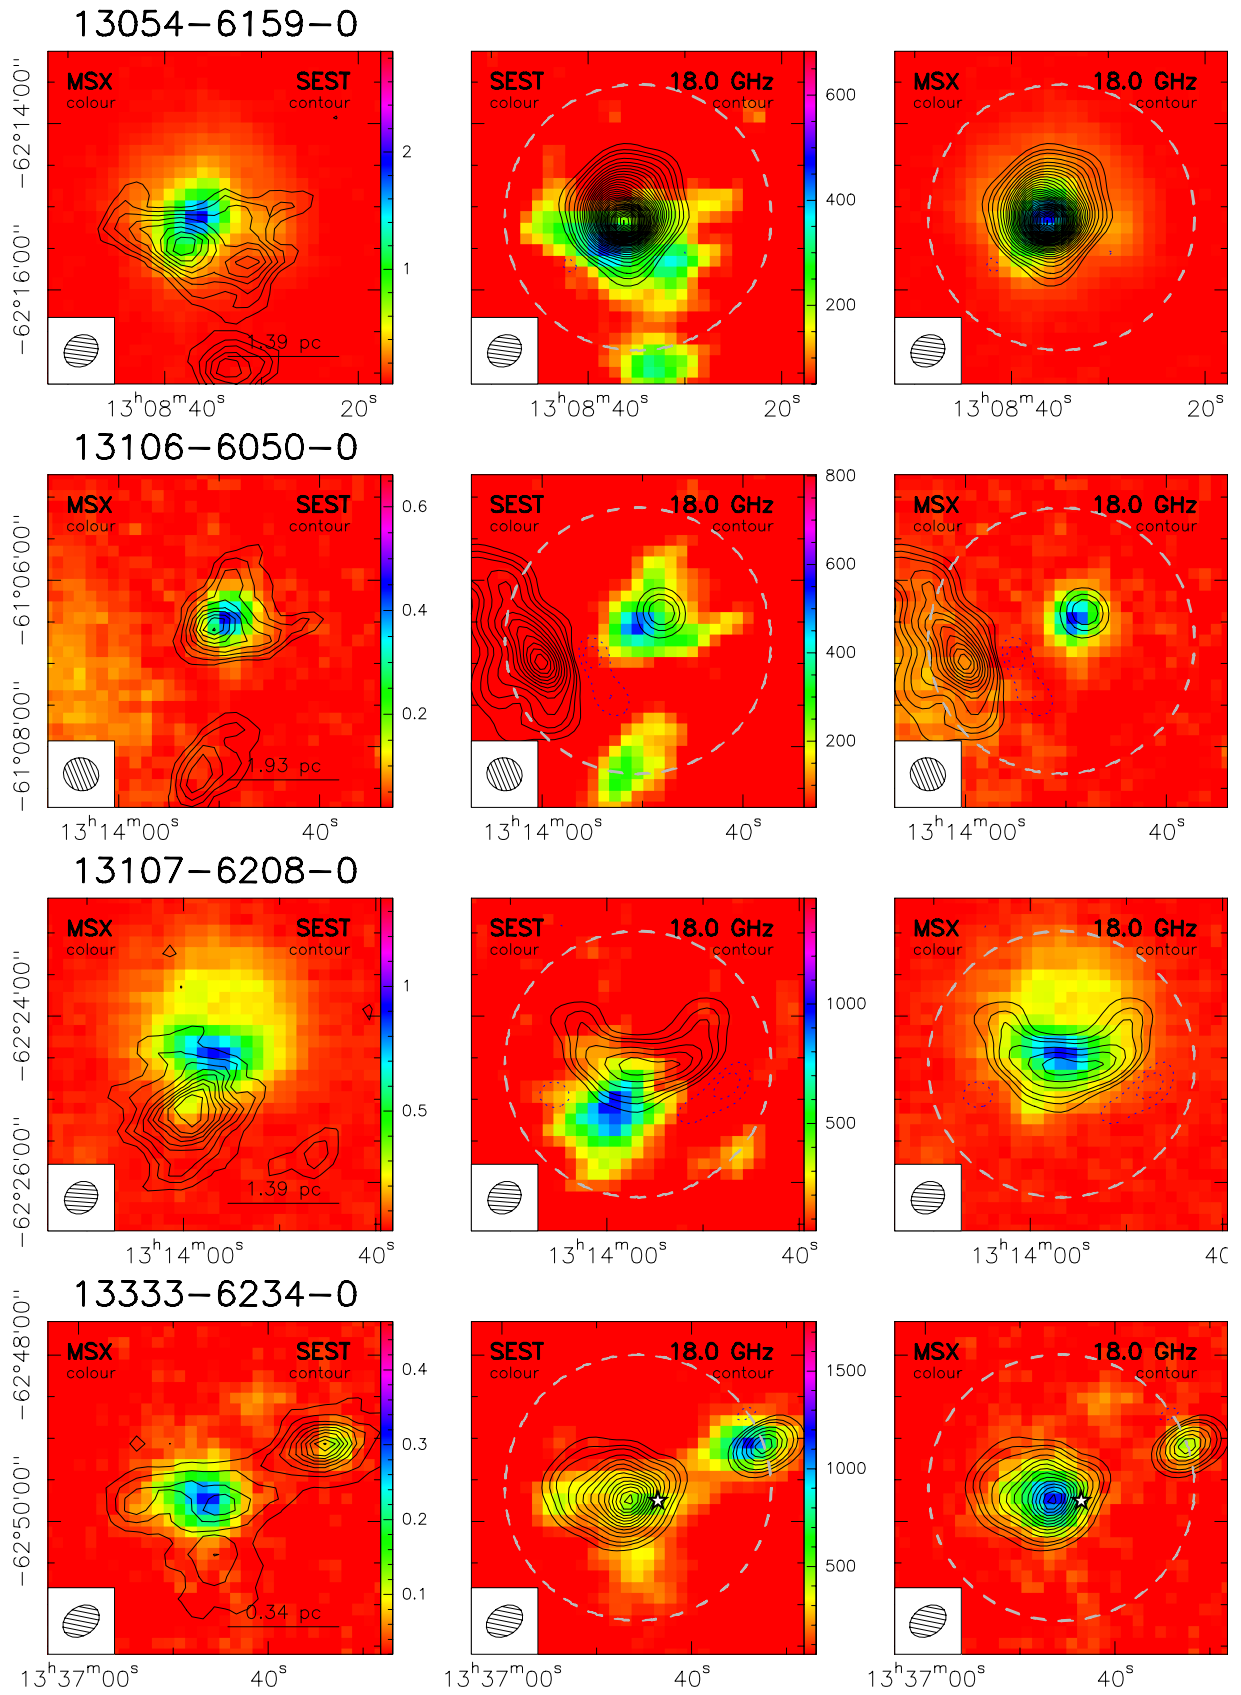 13054-6159-0
MSX SEST SEST 18.0 GHz MSX 18.0 GHz
colour contour colour contour colour contour
-62°14'00"
-62°16'00"
2
1
600
400
200
1.39 pc
13h08m40s 20s 13h08m40s 20s 13h08m40s 20s
13106-6050-0
MSX SEST SEST 18.0 GHz MSX 18.0 GHz
colour contour colour contour colour contour
-61°06'00"
-61°08'00"
0.6
0.4
0.2
800
600
400
200
1.93 pc
13h14m00s 40s 13h14m00s 40s 13h14m00s 40s
13107-6208-0
MSX SEST SEST 18.0 GHz MSX 18.0 GHz
colour contour colour contour colour contour
-62°24'00"
-62°26'00"
1
0.5
1000
500
1.39 pc
13h14m00s 40s 13h14m00s 40s 13h14m00s 40
13333-6234-0
MSX SEST SEST 18.0 GHz MSX 18.0 GHz
colour contour colour contour colour contour
-62°48'00"
-62°50'00"
0.4
0.3
0.2
0.1
1500
1000
500
0.34 pc
13h37m00s 40s 40s 40s